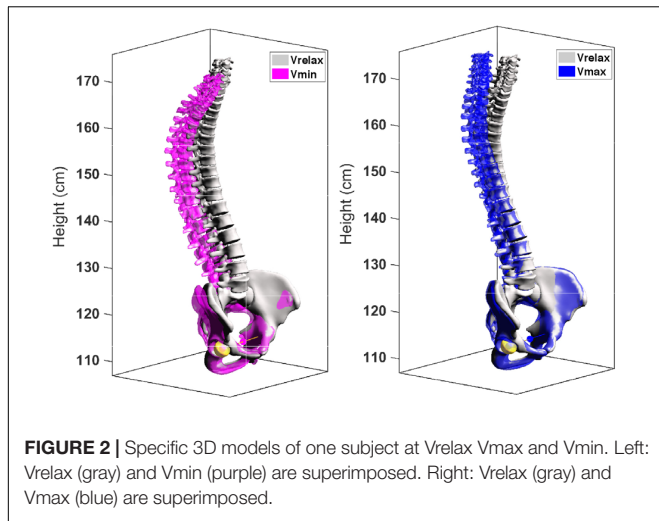 Vrelax
Vmin
170
160
150
140
130
120
110
Height (cm)
Vrelax
Vmax
170
160
150
140
130
120
110
Height (cm)
FIGURE 2 | Specific 3D models of one subject at Vrelax Vmax and Vmin. Left:
Vrelax (gray) and Vmin (purple) are superimposed. Right: Vrelax (gray) and
Vmax (blue) are superimposed.